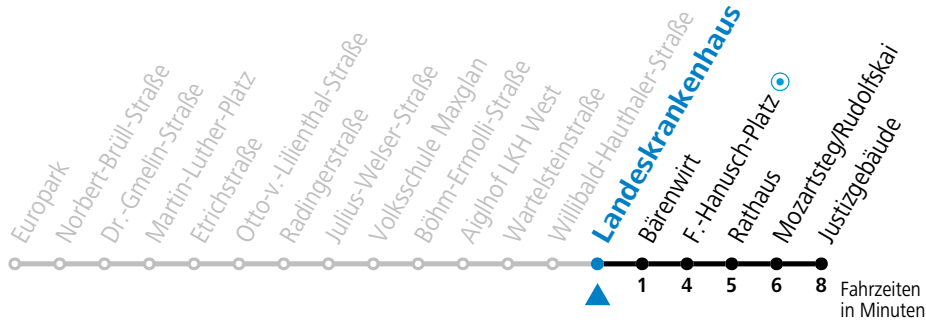 Europark
Norbert-Brüll-Straße
Dr.-Gmelin-Straße
Martin-Luther-Platz
Etrichstraße
Otto-v.-Lilienthal-Straße
Radingerstraße
Julius-Welser-Straße
Volksschule Maxglan
Böhm-Ermolli-Straße
Aiglhof LKH West
Wartelsteinstraße
Willibald-Hauthaler-Straße
Landeskrankenhaus
Bärenwirt
F.-Hanusch-Platz
Rathaus
Mozartsteg/Rudolfskai
Justizgebäude
1 4 5 6 8
Fahrzeiten
in Minuten